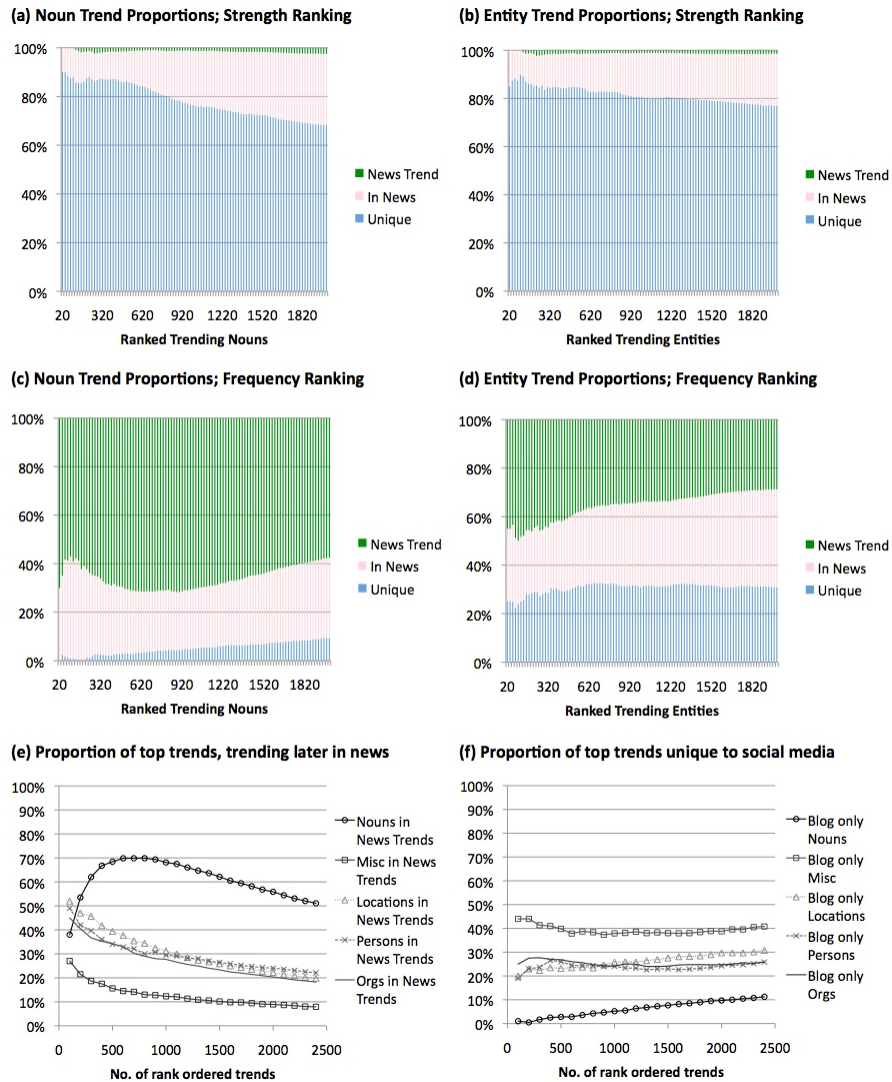 (a) Noun Trend Proportions; Strength Ranking
100%
80%
60%
40%
20%
0%
News Trend
In News
Unique
20 320 620 920 1220 1520 1820
Ranked Trending Nouns
(b) Entity Trend Proportions; Strength Ranking
100%
80%
60%
40%
20%
0%
News Trend
In News
Unique
20 320 620 920 1220 1520 1820
Ranked Trending Entities
(c) Noun Trend Proportions; Frequency Ranking
100%
80%
60%
40%
20%
0%
News Trend
In News
Unique
20 320 620 920 1220 1520 1820
Ranked Trending Nouns
(d) Entity Trend Proportions; Frequency Ranking
100%
80%
60%
40%
20%
0%
News Trend
In News
Unique
20 320 620 920 1220 1520 1820
Ranked Trending Entities
(e) Proportion of top trends, trending later in news
100%
90%
80%
70%
60%
50%
40%
30%
20%
10%
0%
Nouns in
News Trends
Misc in News
Trends
Locations in
News Trends
Persons in
News Trends
Orgs in News
Trends
0 500 1000 1500 2000 2500
No. of rank ordered trends
(f) Proportion of top trends unique to social media
100%
90%
80%
70%
60%
50%
40%
30%
20%
10%
0%
Blog only
Nouns
Blog only
Misc
Blog only
Locations
Blog only
Persons
Blog only
Orgs
0 500 1000 1500 2000 2500
No. of rank ordered trends